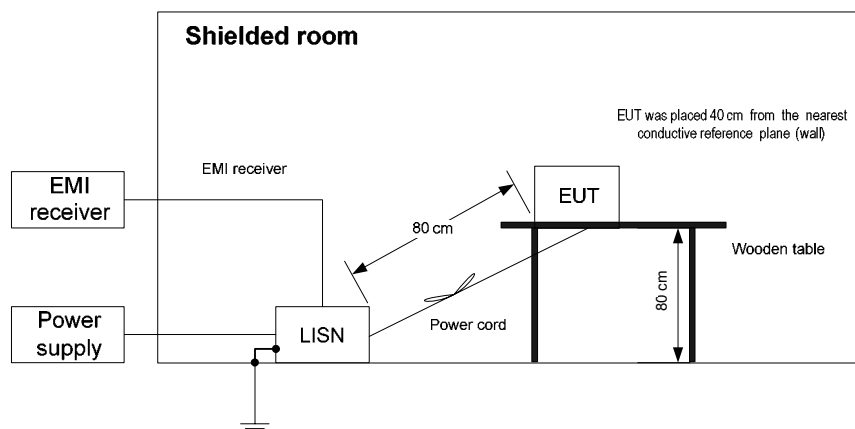 Shielded room
EUT was placed 40 cm from the nearest
conductive reference plane (wall)
EMI receiver
EMI
receiver
EUT
80 cm
Wooden table
80 cm
Power
supply
LISN
Power cord